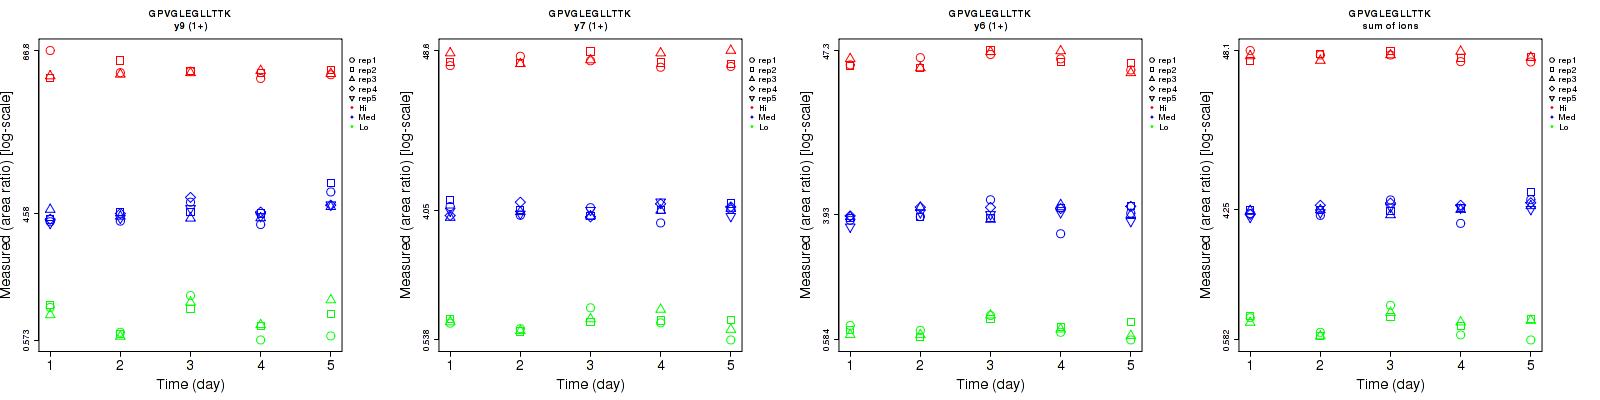 GPVGLEGLLTTK
y9 (1+)
Measured (area ratio) [log-scale]
66.8
4.58
0.573
1 2 3 4 5
Time (day)
rep1
rep2
rep3
rep4
rep5
Hi
Med
Lo
GPVGLEGLLTTK
y7 (1+)
Measured (area ratio) [log-scale]
48.6
4.05
0.538
1 2 3 4 5
Time (day)
rep1
rep2
rep3
rep4
rep5
Hi
Med
Lo
GPVGLEGLLTTK
y6 (1+)
Measured (area ratio) [log-scale]
47.3
3.93
0.584
1 2 3 4 5
Time (day)
rep1
rep2
rep3
rep4
rep5
Hi
Med
Lo
GPVGLEGLLTTK
sum of ions
Measured (area ratio) [log-scale]
48.1
4.25
0.582
1 2 3 4 5
Time (day)
rep1
rep2
rep3
rep4
rep5
Hi
Med
Lo